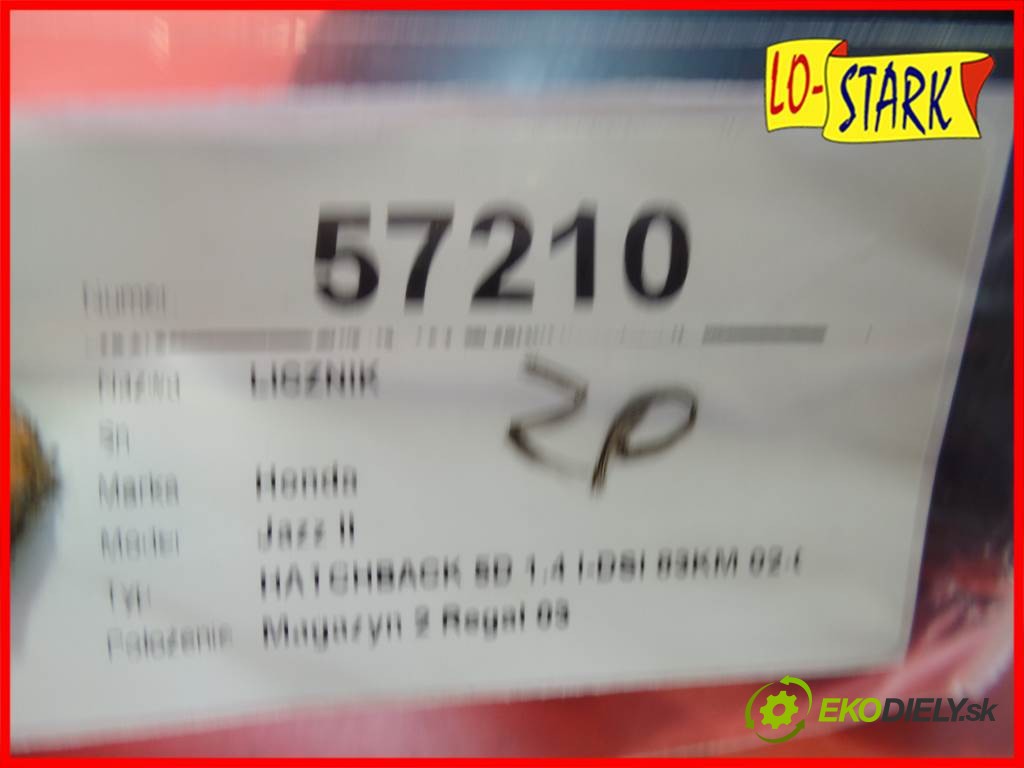 LO-STARK
Numer 57210
Nazwa LICZNIK
Sn
ZP
Marka Honda
Model Jazz II
Typ HATCHBACK 5D 1.4 I-DSI 83KM 02-
Położenie Magazyn 2 Regał 03
EKODIELY.sk